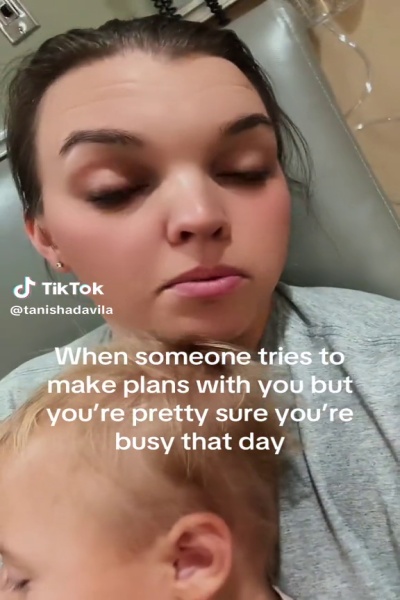 TikTok
@tanishadavila
When someone tries to
make plans with you but
you’re pretty sure you’re
busy that day